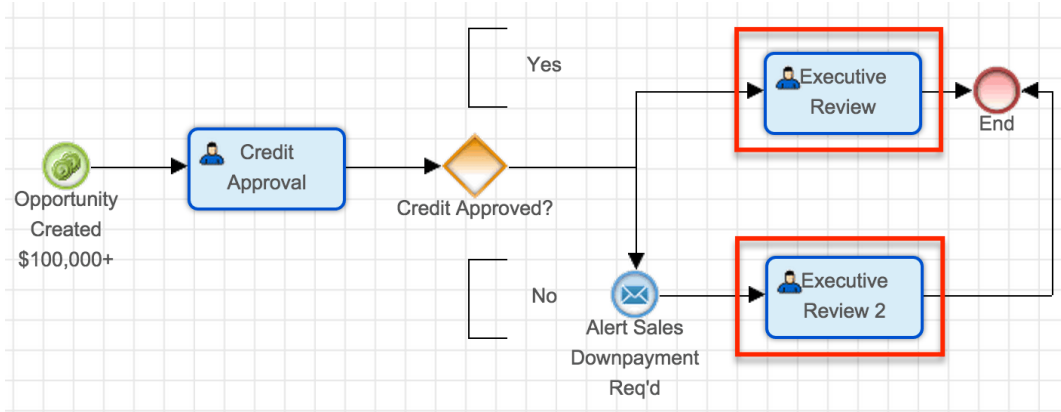 Yes
Executive
Review
End
Credit
Approval
Opportunity
Created
$100,000+
Credit Approved?
No
Alert Sales
Downpayment
Req'd
Executive
Review 2